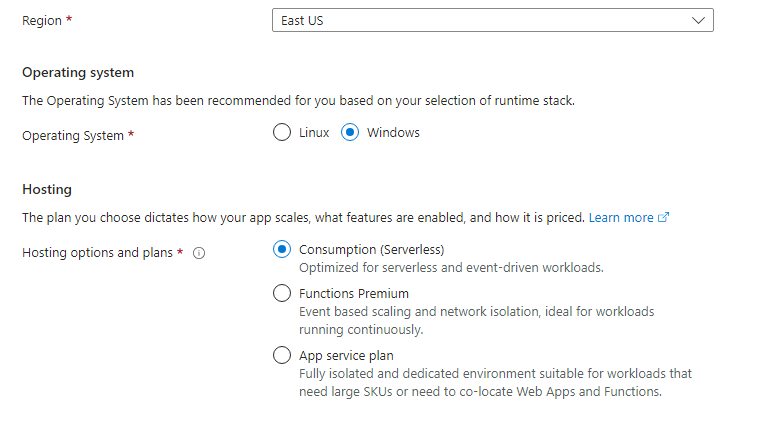 Region *
East US
Operating system
The Operating System has been recommended for you based on your selection of runtime stack.
Operating System *
Linux
Windows
Hosting
The plan you choose dictates how your app scales, what features are enabled, and how it is priced. Learn more
Hosting options and plans *
Consumption (Serverless)
Optimized for serverless and event-driven workloads.
Functions Premium
Event based scaling and network isolation, ideal for workloads
running continuously.
App service plan
Fully isolated and dedicated environment suitable for workloads that
need large SKUs or need to co-locate Web Apps and Functions.